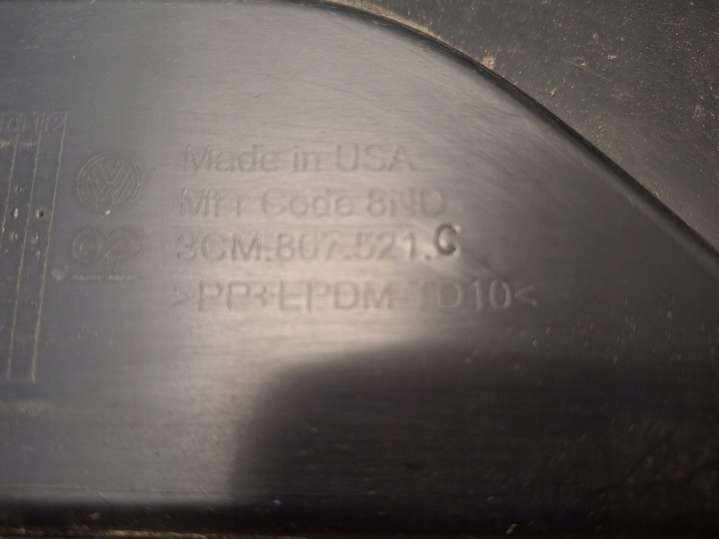 Made in USA
Mfr Code 8ND
3CM.807.521.C
>PP+EPDM-TD10<